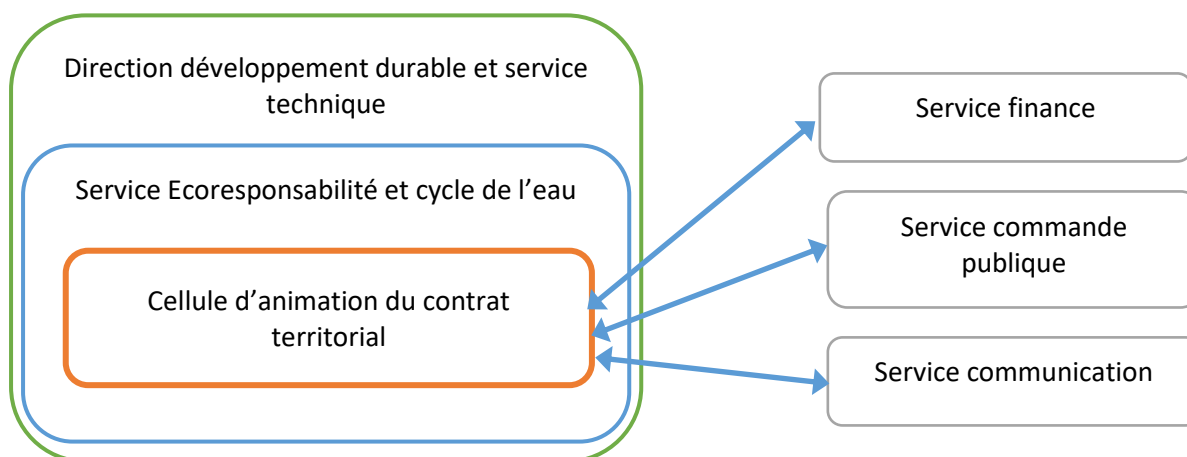 Direction développement durable et service
technique
Service Ecoresponsabilité et cycle de l’eau
Cellule d’animation du contrat
territorial
Service finance
Service commande
publique
Service communication